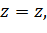 z = z,